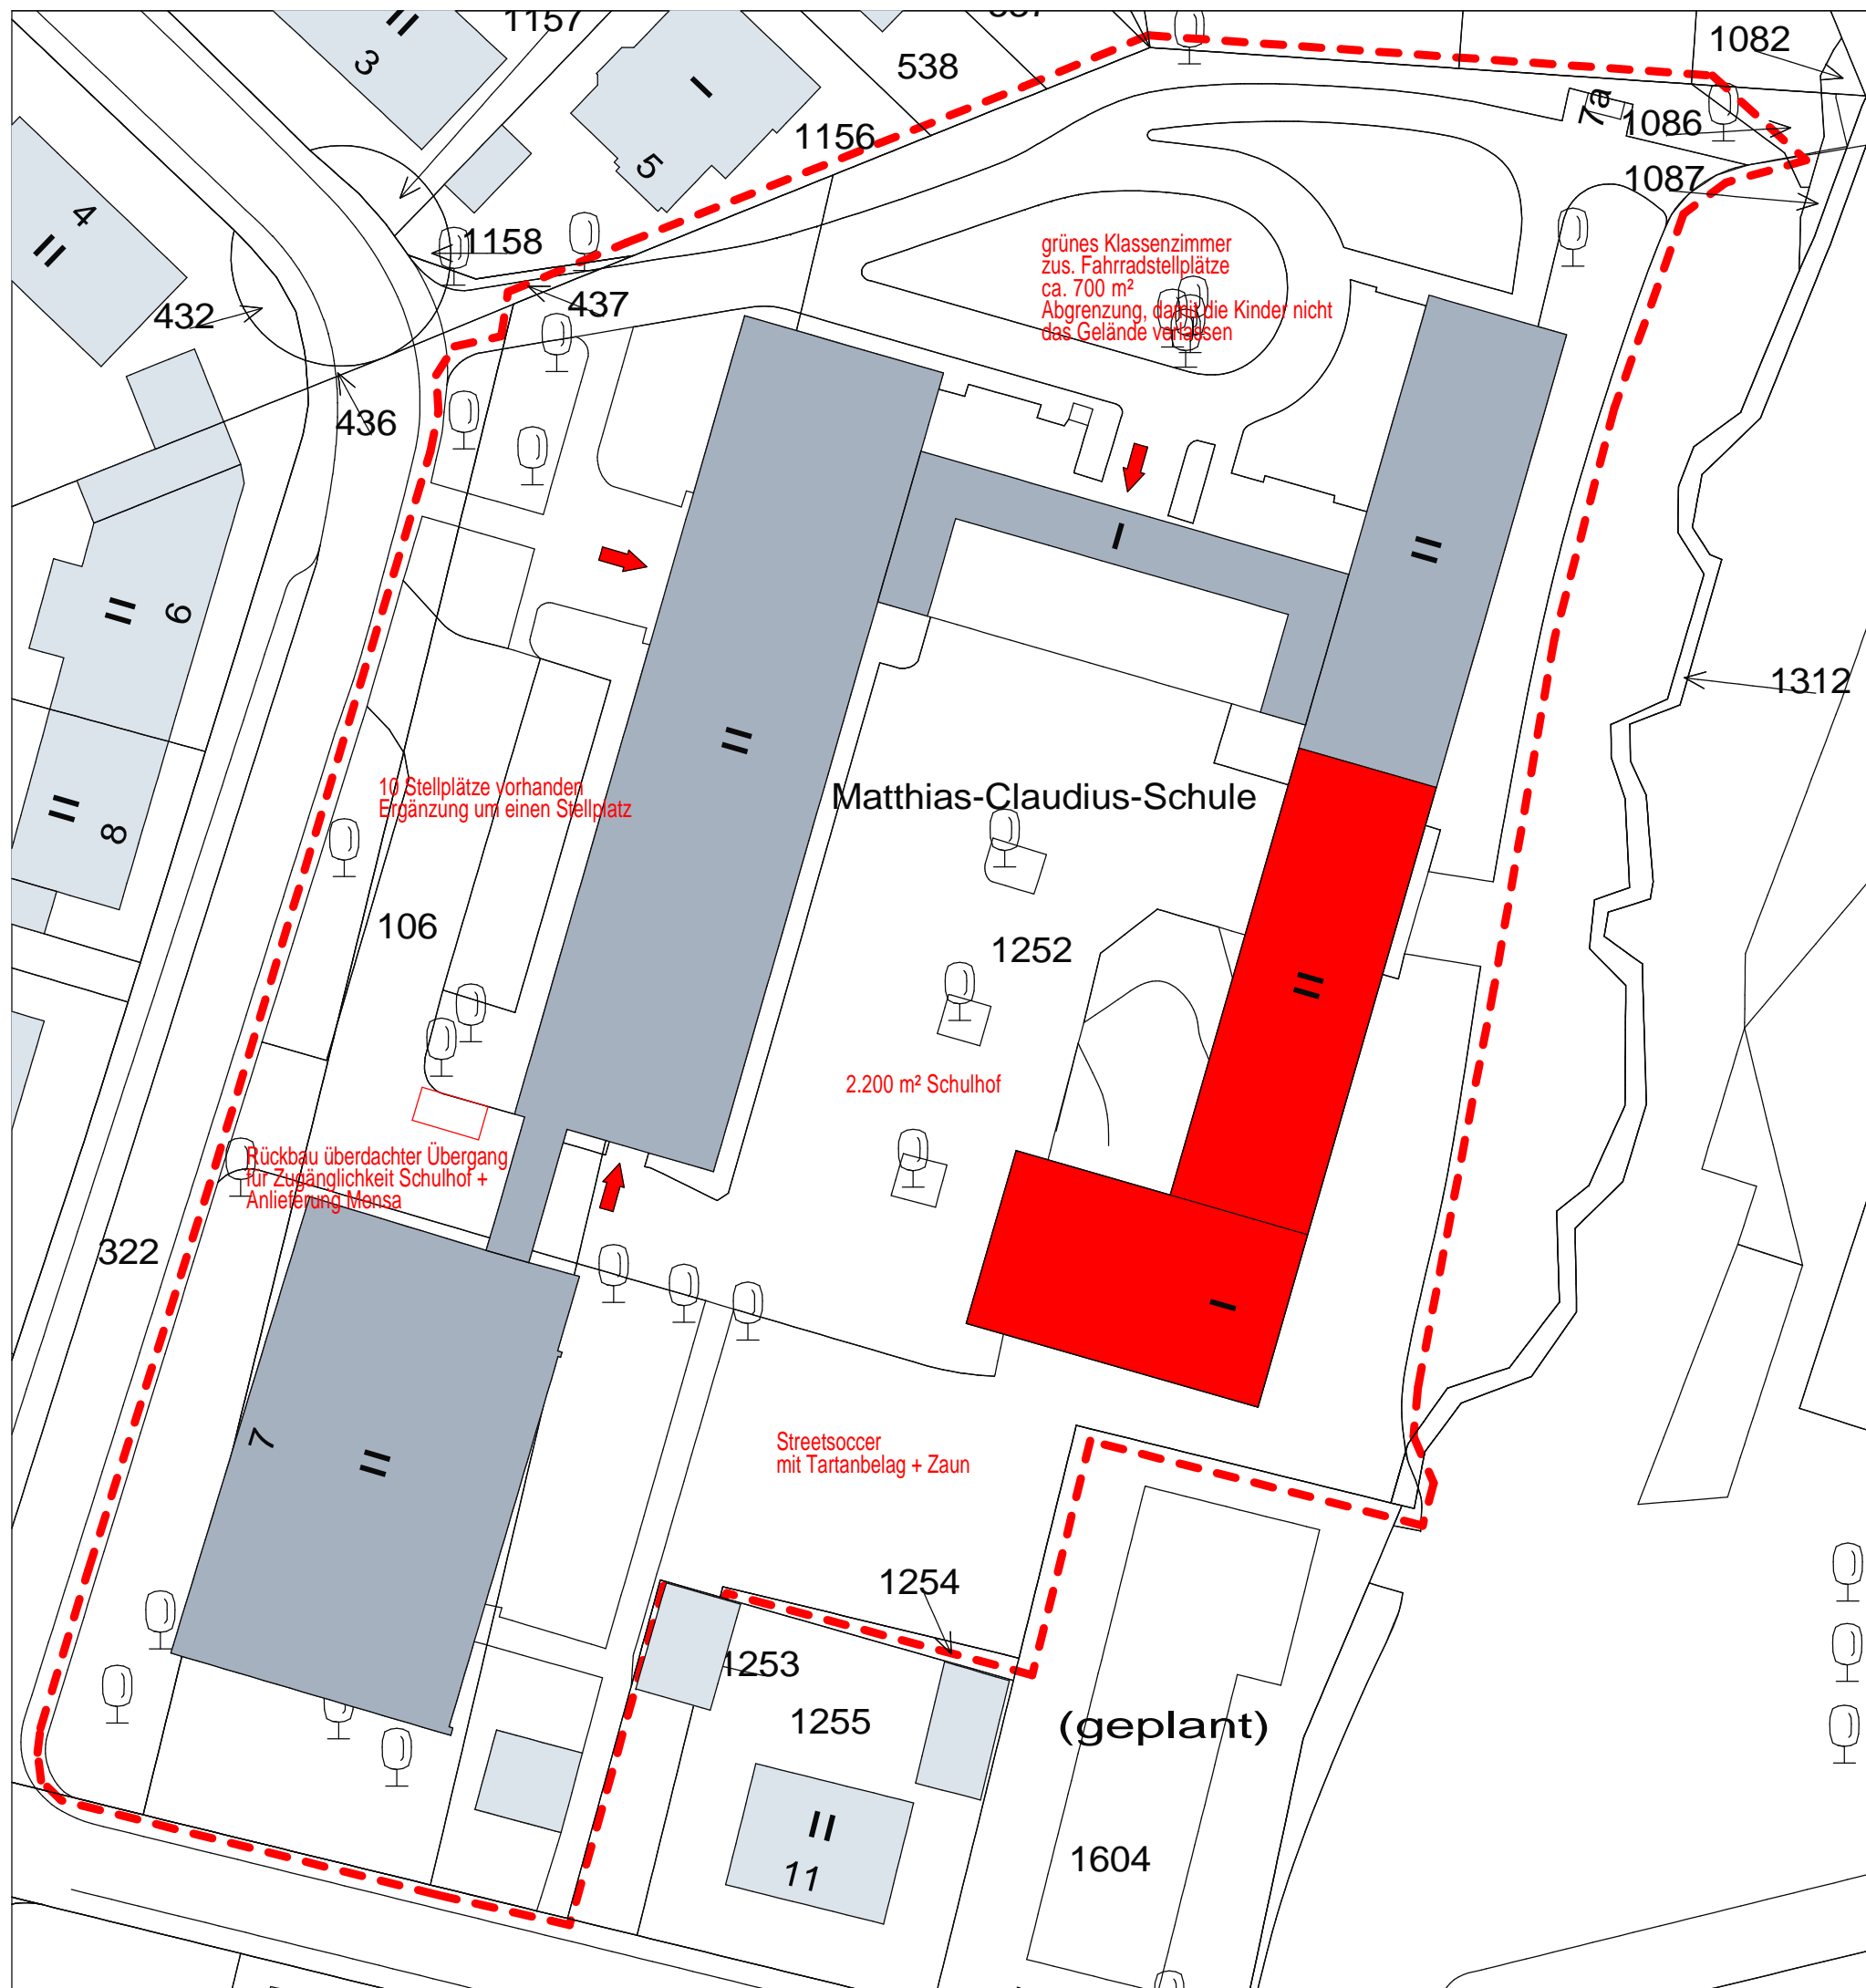 1157
1082
3
538
I
7a
1086
1156
5
1087
4
1158
grünes Klassenzimmer
zus. Fahrradstellplätze
ca. 700 m²
Abgrenzung, damit die Kinder nicht
das Gelände verlassen
II
437
432
436
I
II
II
6
1312
II
10 Stellplätze vorhanden
Ergänzung um einen Stellplatz
Matthias-Claudius-Schule
II
8
106
1252
II
2.200 m² Schulhof
Rückbau überdachter Übergang
für Zugänglichkeit Schulhof +
Anlieferung Mensa
322
I
7
II
Streetsoccer
mit Tartanbelag + Zaun
1254
1253
1255
(geplant)
II
11
1604